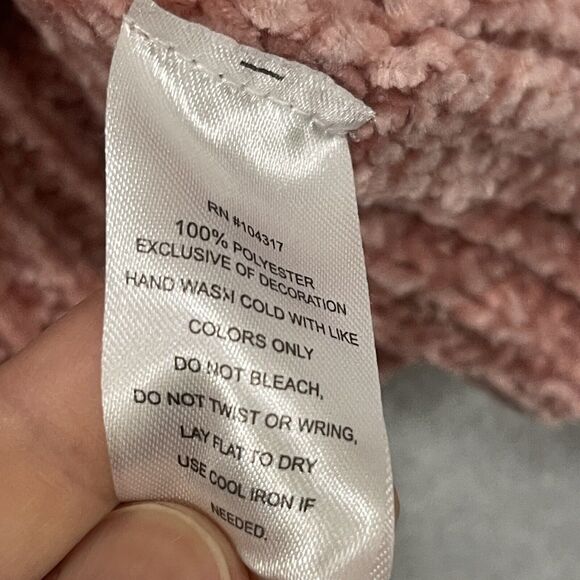 RN #104317
100% POLYESTER
EXCLUSIVE OF DECORATION
HAND WASH COLD WITH LIKE
COLORS ONLY
DO NOT BLEACH,
DO NOT TWIST OR WRING,
LAY FLAT TO DRY
USE COOL IRON IF
NEEDED.